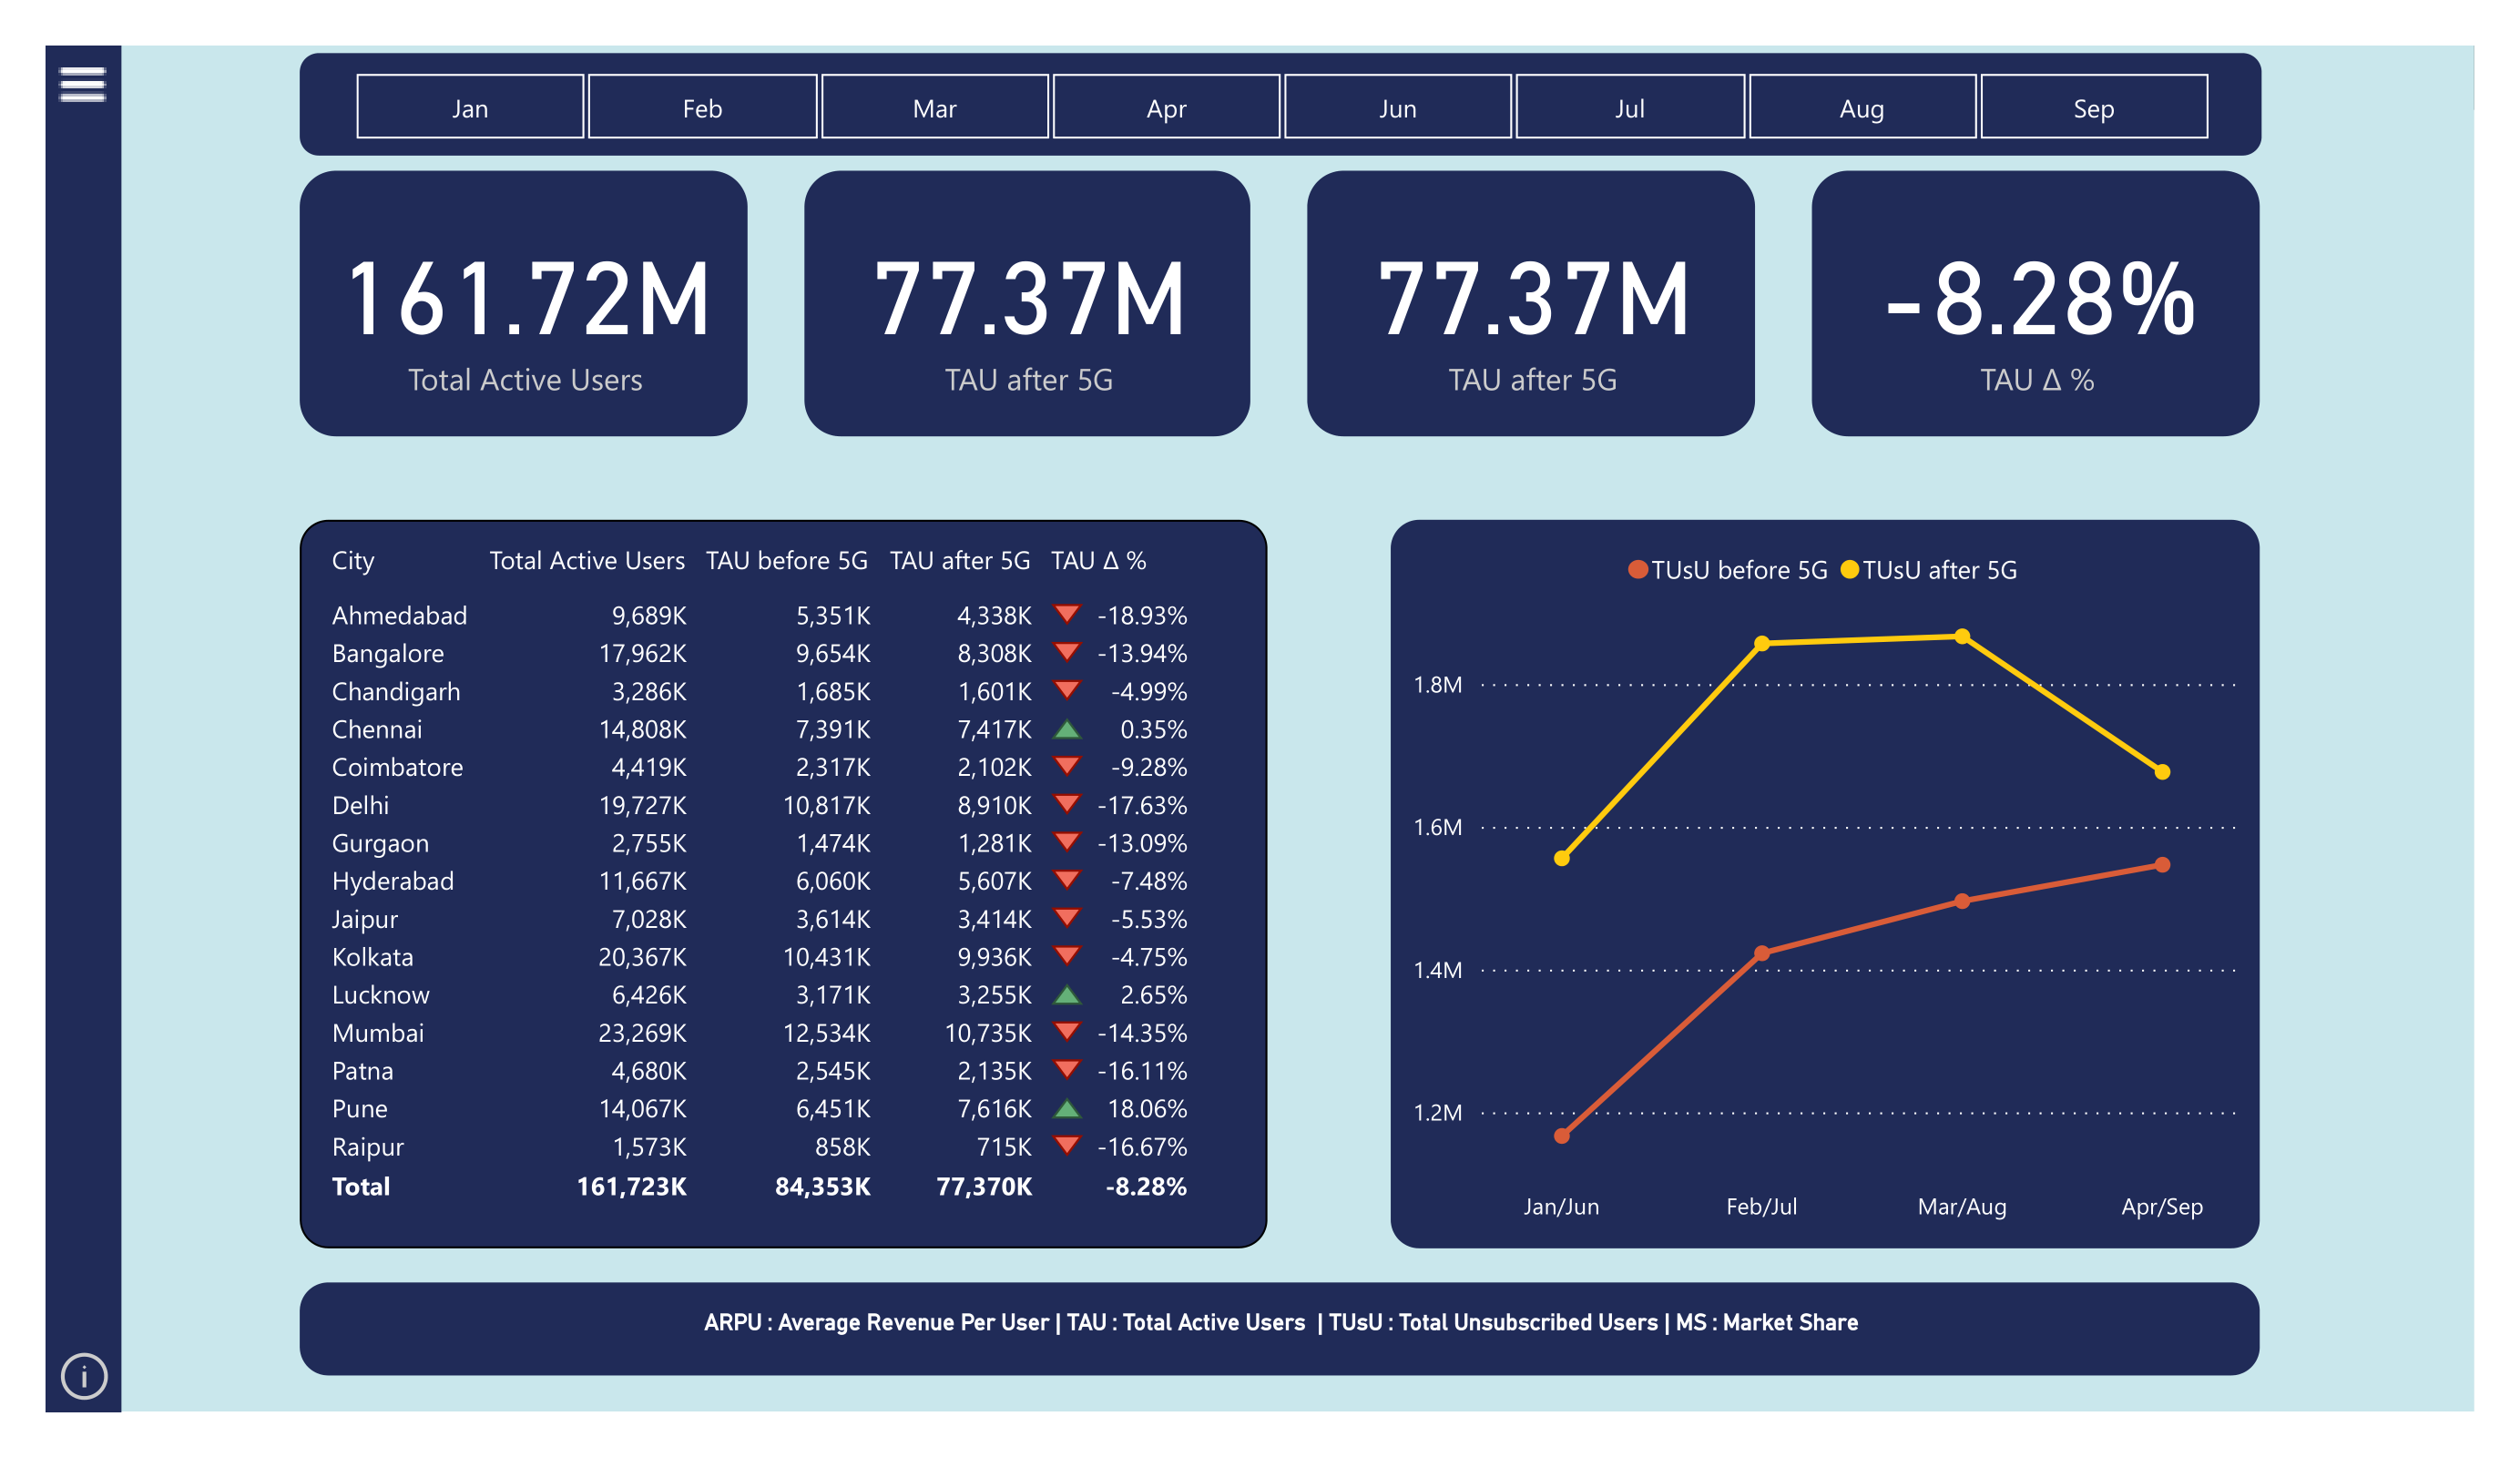 Jan Feb Mar Apr Jun Jul Aug Sep
161.72M
Total Active Users
77.37M
TAU after 5G
77.37M
TAU after 5G
-8.28%
TAU Δ %
City Total Active Users TAU before 5G TAU after 5G TAU Δ %
Ahmedabad 9,689K 5,351K 4,338K -18.93%
Bangalore 17,962K 9,654K 8,308K -13.94%
Chandigarh 3,286K 1,685K 1,601K -4.99%
Chennai 14,808K 7,391K 7,417K 0.35%
Coimbatore 4,419K 2,317K 2,102K -9.28%
Delhi 19,727K 10,817K 8,910K -17.63%
Gurgaon 2,755K 1,474K 1,281K -13.09%
Hyderabad 11,667K 6,060K 5,607K -7.48%
Jaipur 7,028K 3,614K 3,414K -5.53%
Kolkata 20,367K 10,431K 9,936K -4.75%
Lucknow 6,426K 3,171K 3,255K 2.65%
Mumbai 23,269K 12,534K 10,735K -14.35%
Patna 4,680K 2,545K 2,135K -16.11%
Pune 14,067K 6,451K 7,616K 18.06%
Raipur 1,573K 858K 715K -16.67%
Total 161,723K 84,353K 77,370K -8.28%
TUsU before 5G TUsU after 5G
1.8M
1.6M
1.4M
1.2M
Jan/Jun Feb/Jul Mar/Aug Apr/Sep
ARPU : Average Revenue Per User | TAU : Total Active Users | TUsU : Total Unsubscribed Users | MS : Market Share
i